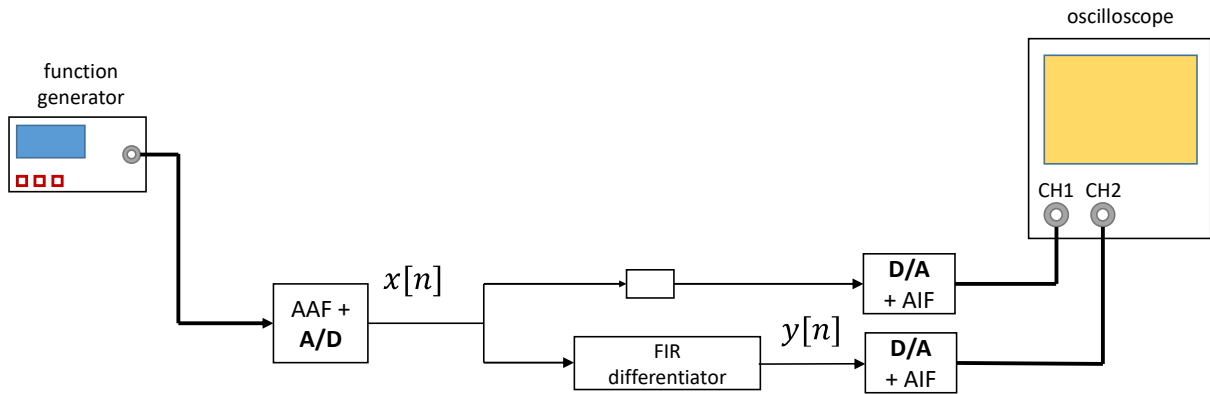 oscilloscope
function
generator
CH1 CH2
x[n]
AAF +
A/D
D/A
+ AIF
FIR
differentiator
y[n]
D/A
+ AIF